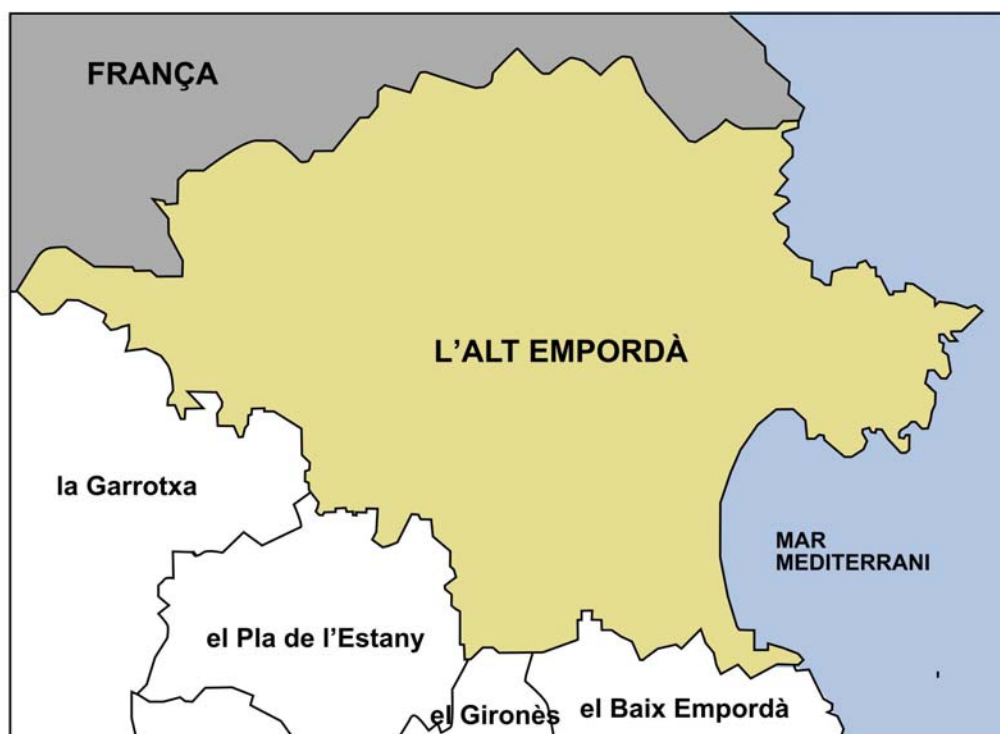 FRANÇA
L’ALT EMPORDÀ
la Garrotxa
MAR
MEDITERRANI
el Pla de l’Estany
el Gironès
el Baix Empordà